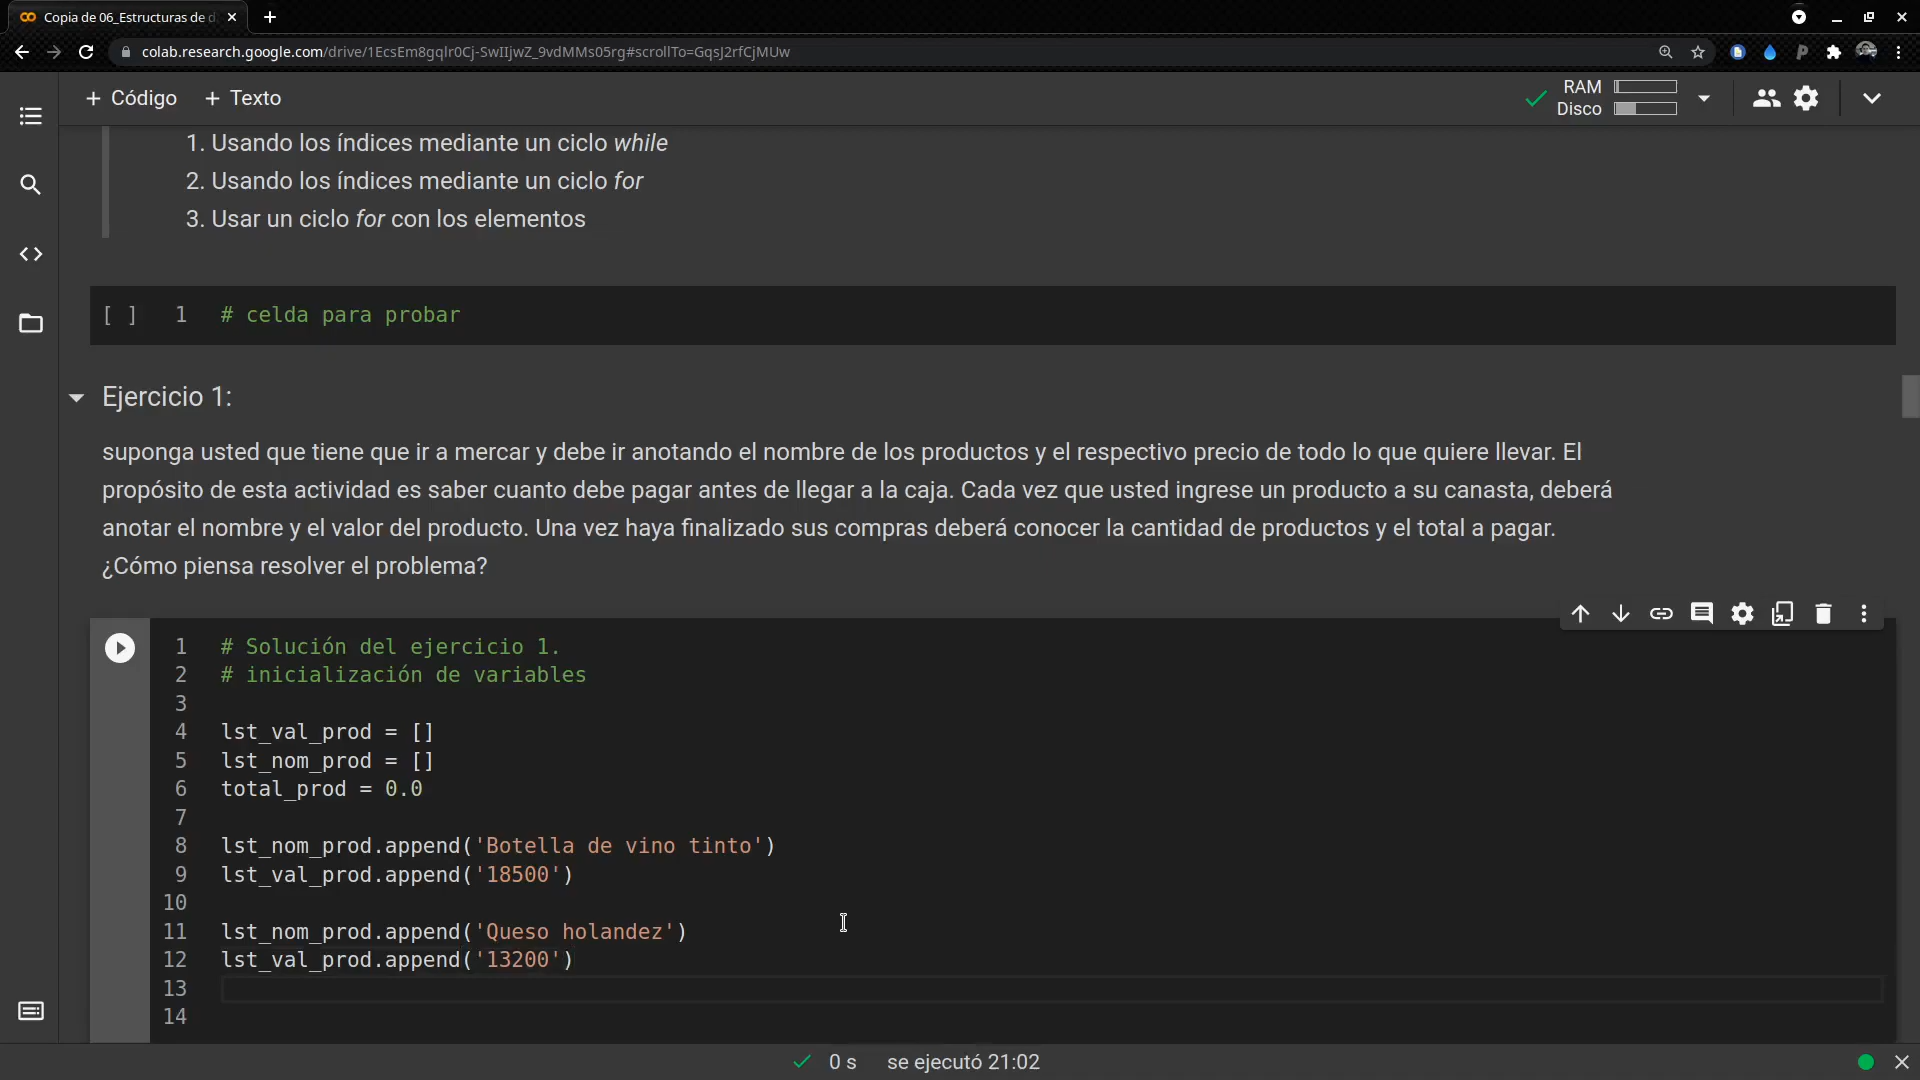 Copia de 06_Estructuras de d
colab.research.google.com/drive/1EcsEm8gqlr0Cj-SwIIjwZ_9vdMMs05rg#scrollTo=GqsJ2rfCjMUw
+ Código + Texto
RAM
Disco
1. Usando los índices mediante un ciclo while
2. Usando los índices mediante un ciclo for
3. Usar un ciclo for con los elementos
[ ] 1 # celda para probar
Ejercicio 1:
suponga usted que tiene que ir a mercar y debe ir anotando el nombre de los productos y el respectivo precio de todo lo que quiere llevar. El
propósito de esta actividad es saber cuanto debe pagar antes de llegar a la caja. Cada vez que usted ingrese un producto a su canasta, deberá
anotar el nombre y el valor del producto. Una vez haya finalizado sus compras deberá conocer la cantidad de productos y el total a pagar.
¿Cómo piensa resolver el problema?
1 # Solución del ejercicio 1.
2 # inicialización de variables
3
4 lst_val_prod = []
5 lst_nom_prod = []
6 total_prod = 0.0
7
8 lst_nom_prod.append('Botella de vino tinto')
9 lst_val_prod.append('18500')
10
11 lst_nom_prod.append('Queso holandez')
12 lst_val_prod.append('13200')
13
14
0 s se ejecutó 21:02